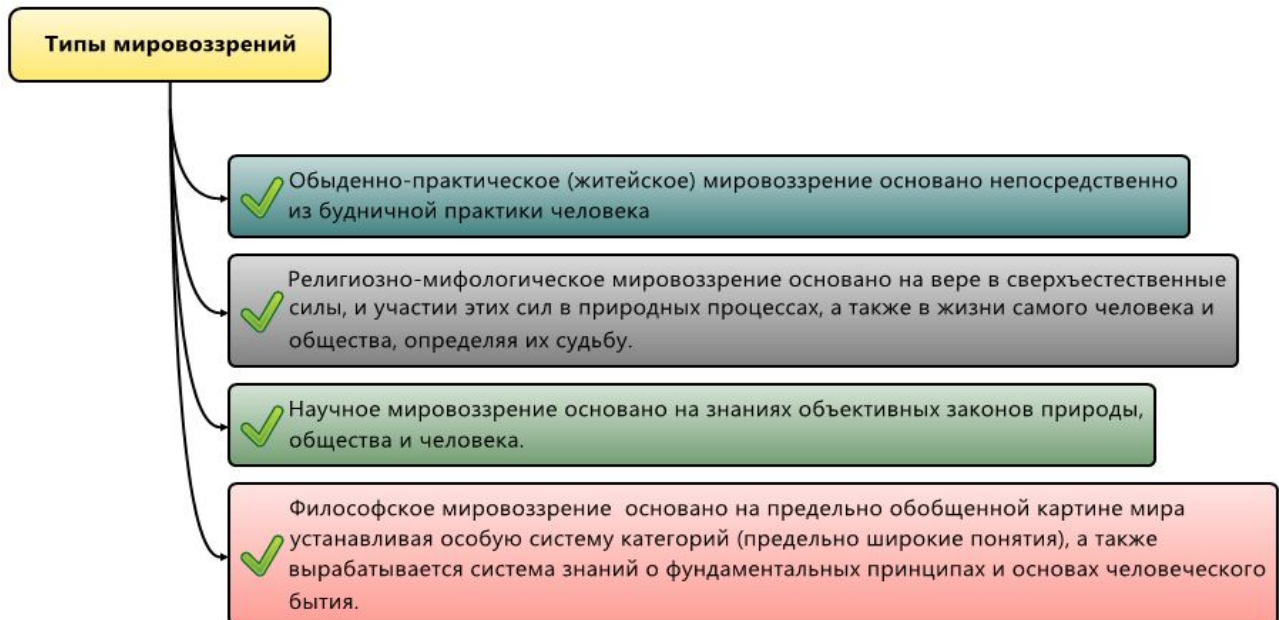 Типы мировоззрений
Обыденно-практическое (житейское) мировоззрение основано непосредственно
из будничной практики человека
Религиозно-мифологическое мировоззрение основано на вере в сверхъестественные
силы, и участии этих сил в природных процессах, а также в жизни самого человека и
общества, определяя их судьбу.
Научное мировоззрение основано на знаниях объективных законов природы,
общества и человека.
Философское мировоззрение  основано на предельно обобщенной картине мира
устанавливая особую систему категорий (предельно широкие понятия), а также
вырабатывается система знаний о фундаментальных принципах и основах человеческого
бытия.